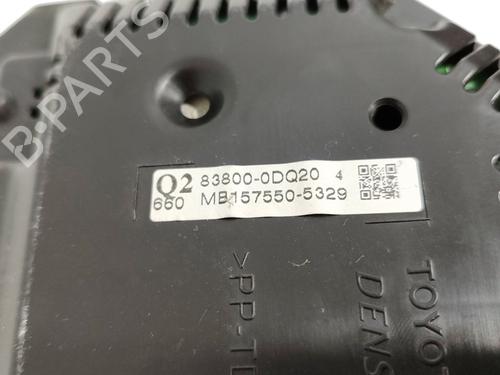 B-PARTS
Q2 83800-0DQ20 4
660 MB157550-5329
>PP-T
TOYO
DENS